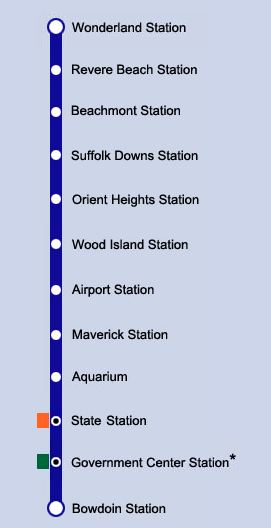 Wonderland Station
Revere Beach Station
Beachmont Station
Suffolk Downs Station
Orient Heights Station
Wood Island Station
Airport Station
Maverick Station
Aquarium
State Station
Government Center Station*
Bowdoin Station